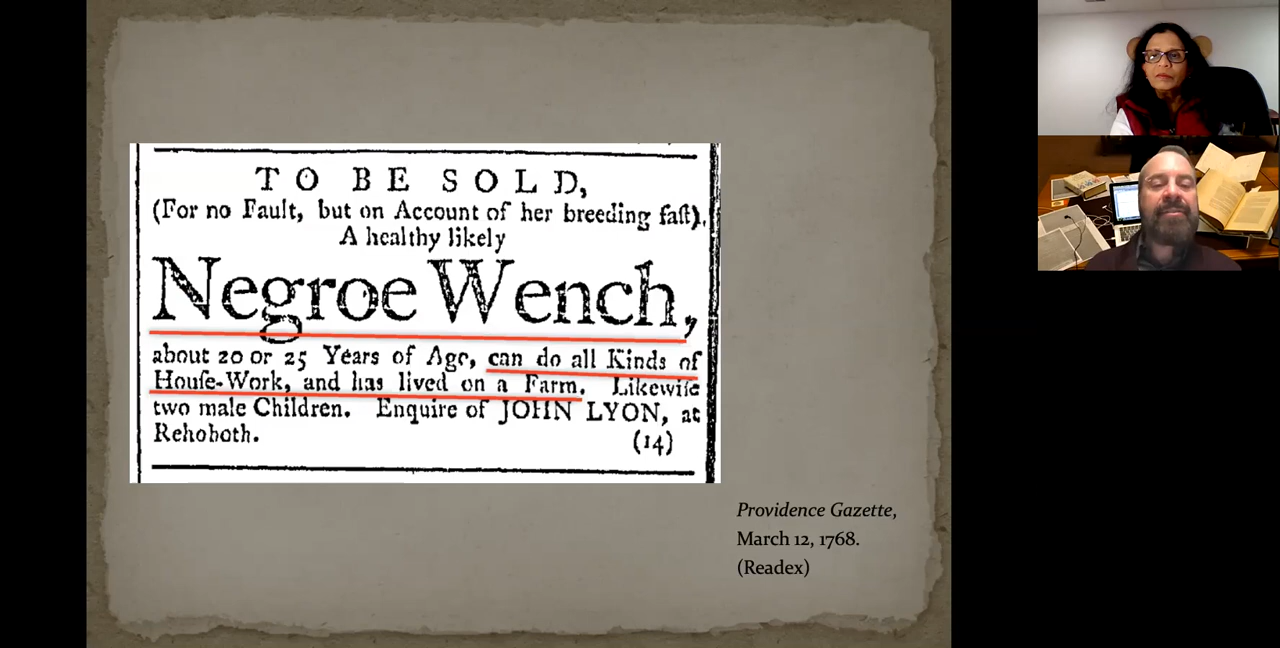 TO BE SOLD,
(For no Fault, but on Account of her breeding faſt).
A healthy likely
Negroe Wench,
about 20 or 25 Years of Age, can do all Kinds of
Houſe-Work, and has lived on a Farm. Likewiſe
two male Children. Enquire of JOHN LYON, at
Rehoboth. (14)
Providence Gazette,
March 12, 1768.
(Readex)